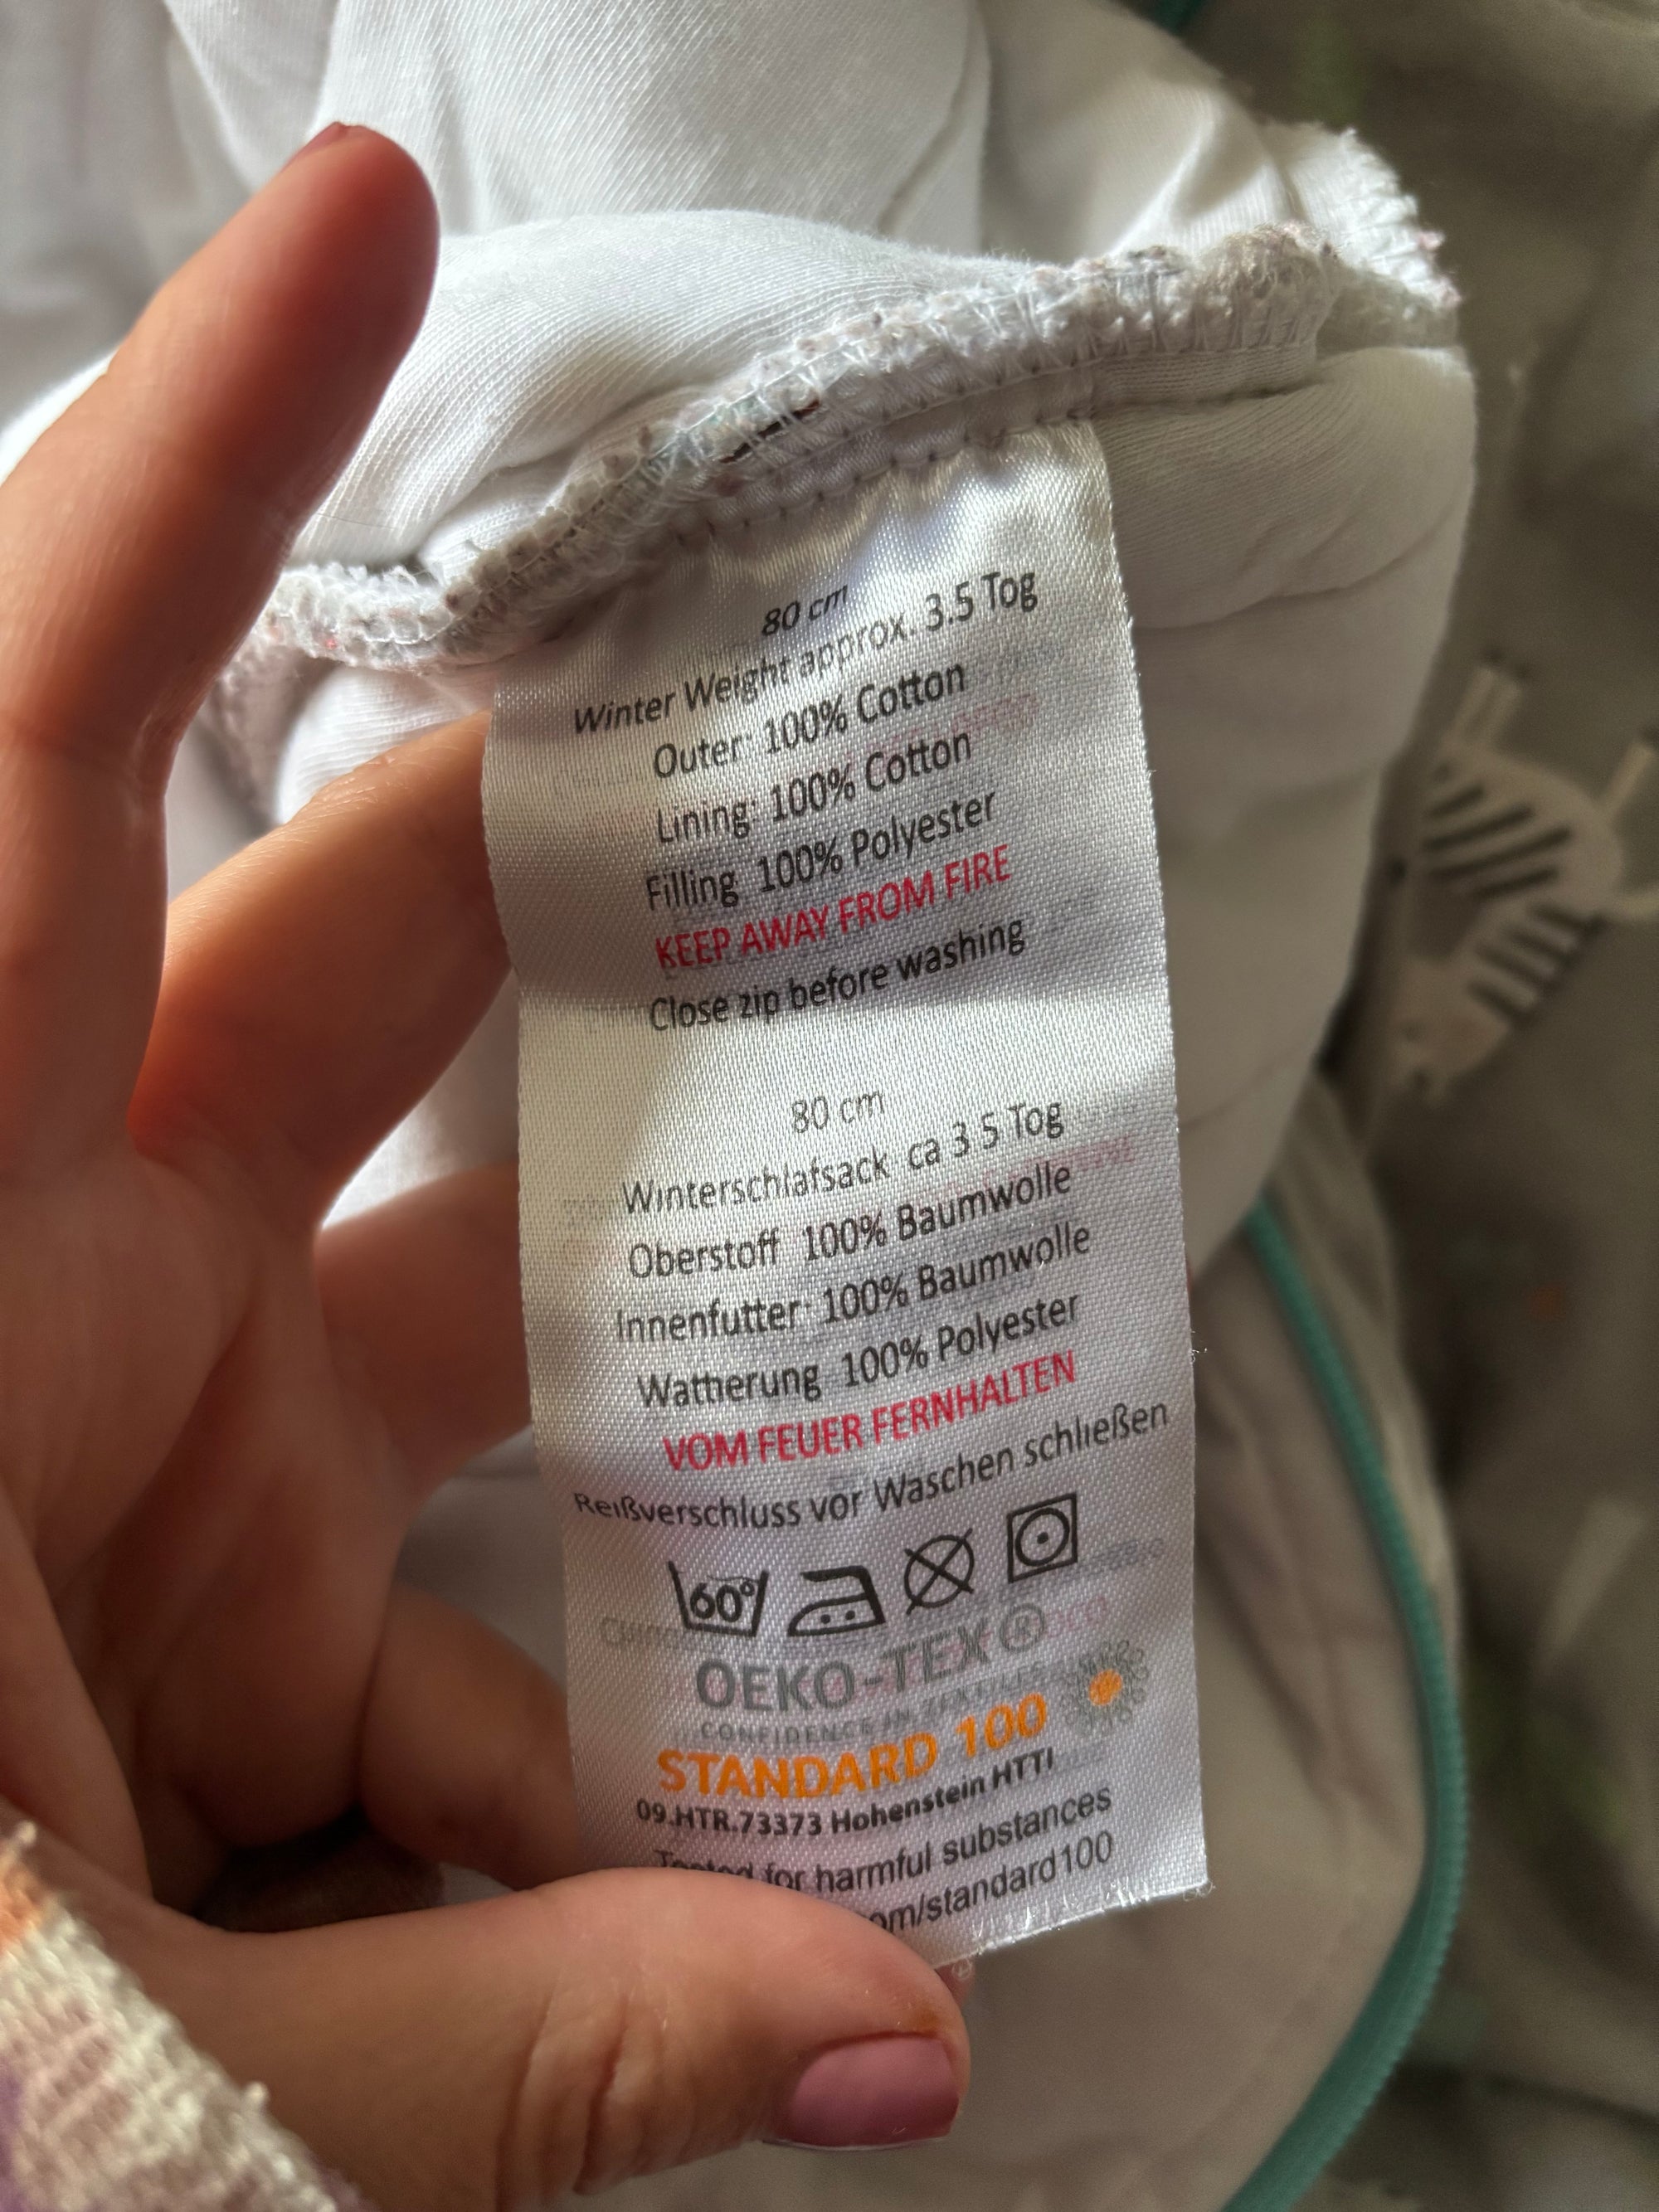 80 cm
Winter Weight approx. 3.5 Tog
Outer: 100% Cotton
Lining: 100% Cotton
Filling 100% Polyester
KEEP AWAY FROM FIRE
Close zip before washing
80 cm
Winterschlafsack ca 3 5 Tog
Oberstoff 100% Baumwolle
Innenfutter: 100% Baumwolle
Watherung 100% Polyester
VOM FEUER FERNHALTEN
Reißverschluss vor Waschen schließen
60°
OEKO-TEX®
CONFIDENCE IN TEXTILES
STANDARD 100
09.HTR.73373 Hohenstein HTTI
Tested for harmful substances
om/standard100